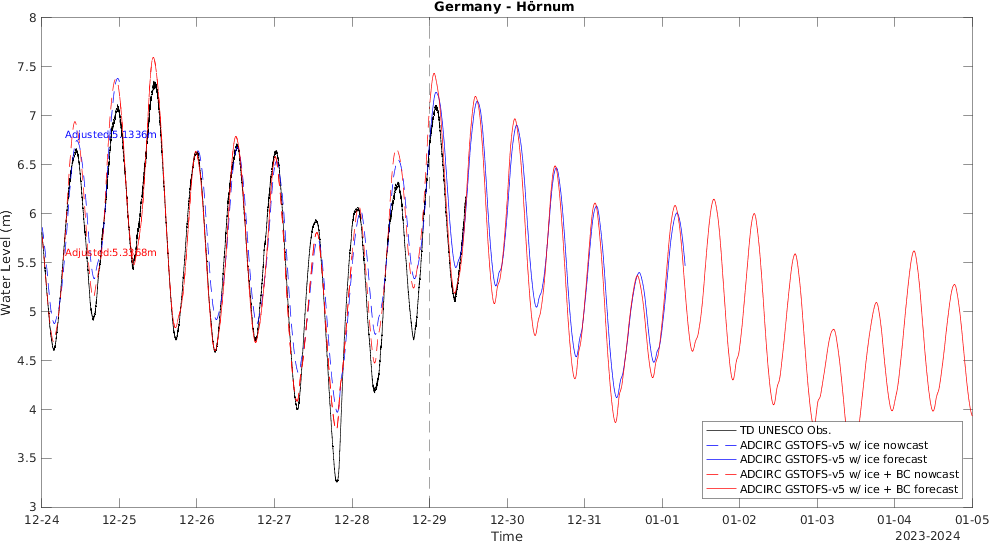 Germany - Hörnum
8
7.5
7
6.5
6
5.5
5
4.5
4
3.5
3
Water Level (m)
Adjusted:5.1336m
Adjusted:5.3358m
TD UNESCO Obs.
ADCIRC GSTOFS-v5 w/ ice nowcast
ADCIRC GSTOFS-v5 w/ ice forecast
ADCIRC GSTOFS-v5 w/ ice + BC nowcast
ADCIRC GSTOFS-v5 w/ ice + BC forecast
12-24 12-25 12-26 12-27 12-28 12-29 12-30 12-31 01-01 01-02 01-03 01-04 01-05
Time
2023-2024